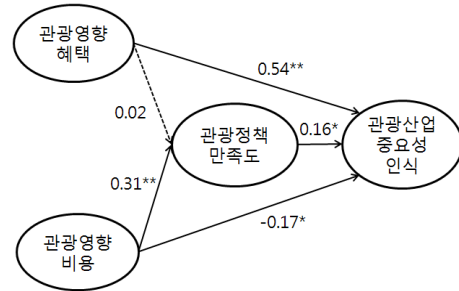 관광영향
혜택
0.54**
0.02
관광정책
만족도
0.16*
관광산업
중요성
인식
0.31**
-0.17*
관광영향
비용